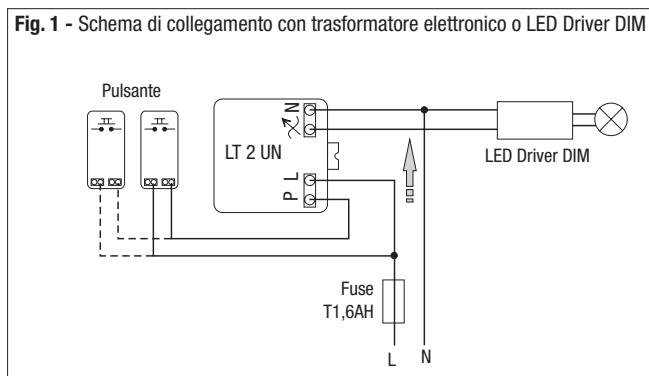 Fig. 1 - Schema di collegamento con trasformatore elettronico o LED Driver DIM
Pulsante
N
LT 2 UN
L
P
LED Driver DIM
Fuse
T1,6AH
L N